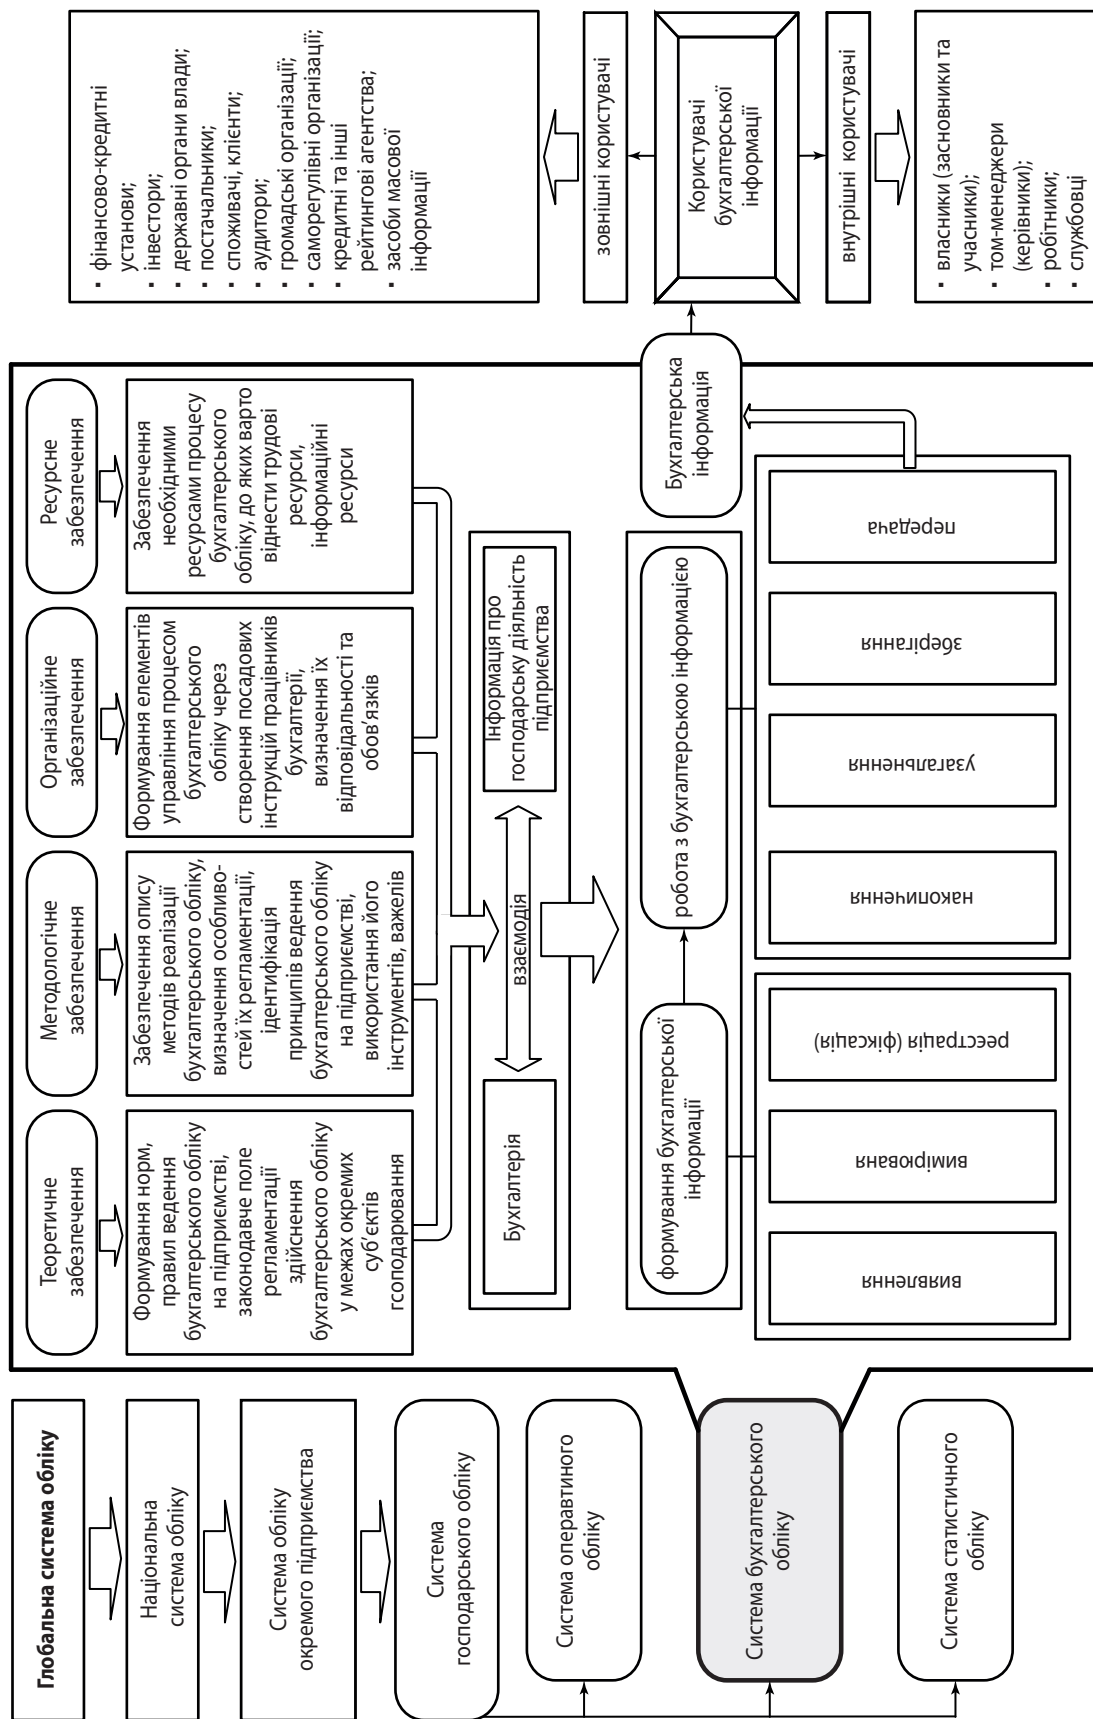 Глобальна система обліку
Національна
система обліку
Система обліку
окремого підприємства
Система
господарського обліку
Система операвтиного
обліку
Система бухгалтерського
обліку
Система статистичного
обліку
Теоретичне
забезпечення
Формування норм,
правил ведення
бухгалтерського обліку
на підприємстві,
законодавче поле
регламентації
здійснення
бухгалтерського обліку
у межах окремих
суб’єктів
гсоподарювання
Методологічне
забезпечення
Забезпечення опису
методів реалізації
бухгалтерського обліку,
визначення особливо-
стей їх регламентації,
ідентифікація
принципів ведення
бухгалтерського обліку
на підприємстві,
використання його
інструментів, важелів
Організаційне
забезпечення
Формування елементів
управління процесом
бухгалтерського
обліку через
створення посадових
інструкцій працівників
бухгалтерії,
визначення їх
відповідальності та
обов’язків
Ресурсне
забезпечення
Забезпечення
необхідними
ресурсами процесу
бухгалтерського
обліку, до яких варто
віднести трудові
ресурси,
інформаційні
ресурси
Бухгалтерія
взаємодія
Інформація про
господарську діяльність
підприємства
формування бухгалтерської
інформації
робота з бухгалтерською інформацією
виявлення
вимірюваня
реєстрація (фіксація)
накопичення
узагальнення
зберігання
передача
Бухгалтерська
інформація
▪ фінансово-кредитні
установи;
▪ інвестори;
▪ державні органи влади;
▪ постачальники;
▪ споживачі, клієнти;
▪ аудитори;
▪ громадські організації;
▪ саморегулівні організації;
▪ кредитні та інші
рейтингові агентства;
▪ засоби масової
інформації
зовнішні користувачі
Користувачі
бухгалтерської
інформації
внутрішні користувачі
▪ власники (засновники та
учасники);
▪ том-менеджери
(керівники);
▪ робітники;
▪ службовці